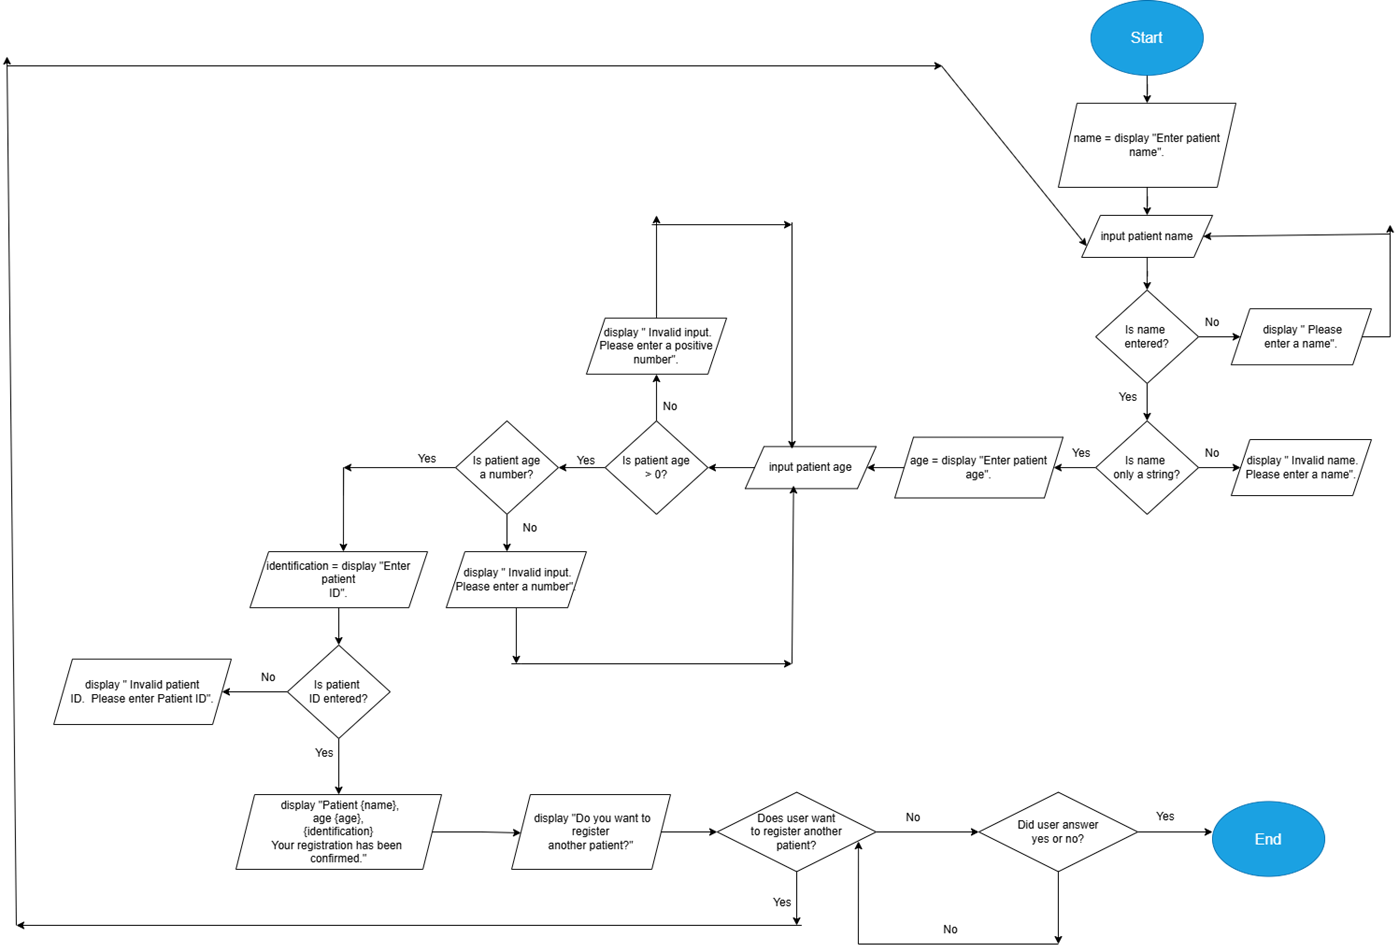 Start
name = display "Enter patient
name".
input patient name
Is name
entered?
No
display " Please
enter a name".
Yes
Is name
only a string?
No
display " Invalid name.
Please enter a name".
Yes
age = display "Enter patient
age".
input patient age
Is patient age
> 0?
No
display " Invalid input.
Please enter a positive
number".
Yes
Is patient age
a number?
No
display " Invalid input.
Please enter a number".
Yes
identification = display "Enter
patient
ID".
Is patient
ID entered?
No
display " Invalid patient
ID.  Please enter Patient ID".
Yes
display "Patient {name},
age {age},
{identification}
Your registration has been
confirmed."
display "Do you want to
register
another patient?"
Does user want
to register another
patient?
Yes
No
Did user answer
yes or no?
No
Yes
End